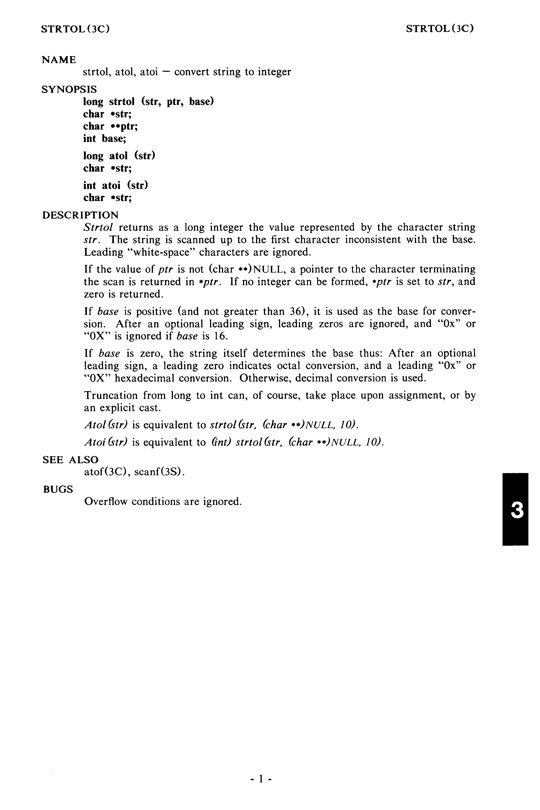 STRTOL(3C) STRTOL(3C)
NAME
strtol, atol, atoi — convert string to integer
SYNOPSIS
long strtol (str, ptr, base)
char *str;
char **ptr;
int base;
long atol (str)
char *str;
int atoi (str)
char *str;
DESCRIPTION
Strtol returns as a long integer the value represented by the character string
str. The string is scanned up to the first character inconsistent with the base.
Leading “white-space” characters are ignored.
If the value of ptr is not (char **)NULL, a pointer to the character terminating
the scan is returned in *ptr. If no integer can be formed, *ptr is set to str, and
zero is returned.
If base is positive (and not greater than 36), it is used as the base for conver-
sion. After an optional leading sign, leading zeros are ignored, and “0x” or
“0X” is ignored if base is 16.
If base is zero, the string itself determines the base thus: After an optional
leading sign, a leading zero indicates octal conversion, and a leading “0x” or
“0X” hexadecimal conversion. Otherwise, decimal conversion is used.
Truncation from long to int can, of course, take place upon assignment, or by
an explicit cast.
Atol(str) is equivalent to strtol(str, (char **)NULL, 10).
Atoi(str) is equivalent to (int) strtol(str, (char **)NULL, 10).
SEE ALSO
atof(3C), scanf(3S).
BUGS
Overflow conditions are ignored.
3
- 1 -